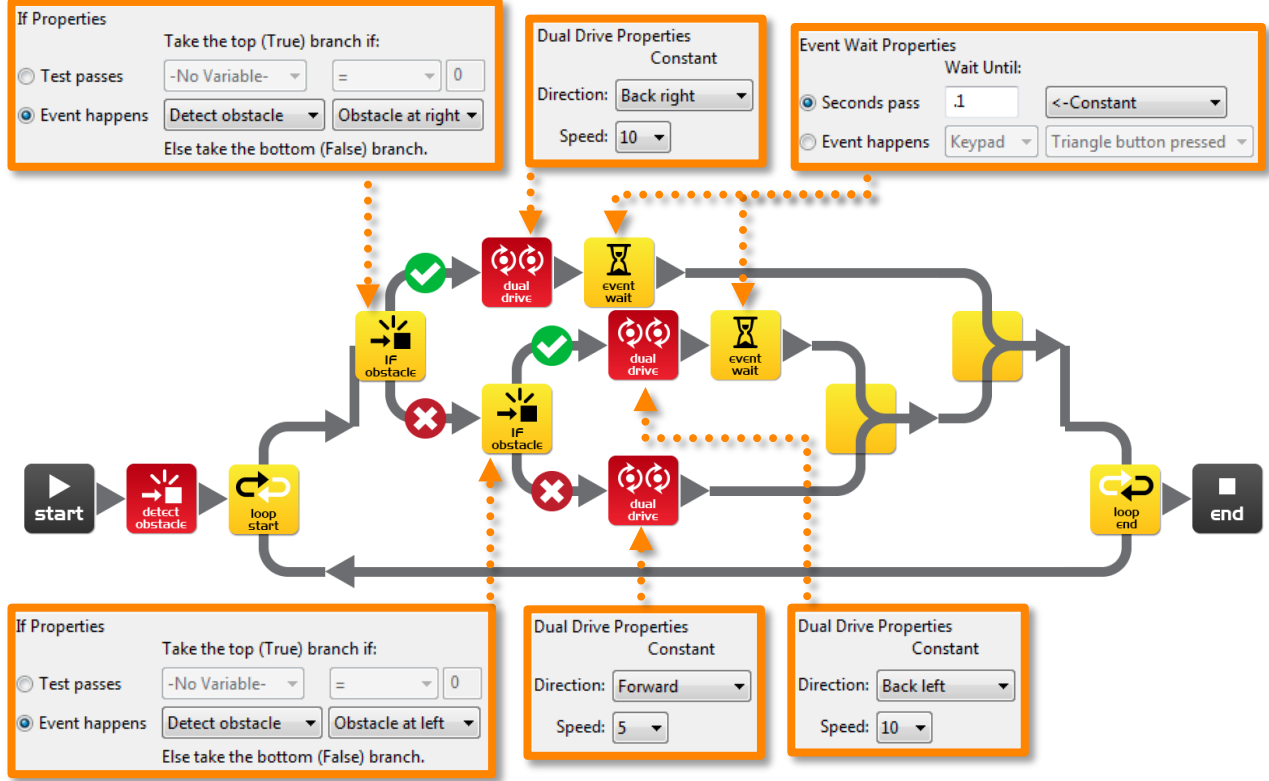 If Properties
Take the top (True) branch if:
Test passes -No Variable- = 0
Event happens Detect obstacle Obstacle at right
Else take the bottom (False) branch.
Dual Drive Properties
Constant
Direction: Back right
Speed: 10
Event Wait Properties
Wait Until:
Seconds pass .1 <-Constant
Event happens Keypad Triangle button pressed
dual
drive
event
wait
IF
obstacle
dual
drive
event
wait
IF
obstacle
start
detect
obstacle
loop
start
dual
drive
loop
end
end
If Properties
Take the top (True) branch if:
Test passes -No Variable- = 0
Event happens Detect obstacle Obstacle at left
Else take the bottom (False) branch.
Dual Drive Properties
Constant
Direction: Forward
Speed: 5
Dual Drive Properties
Constant
Direction: Back left
Speed: 10